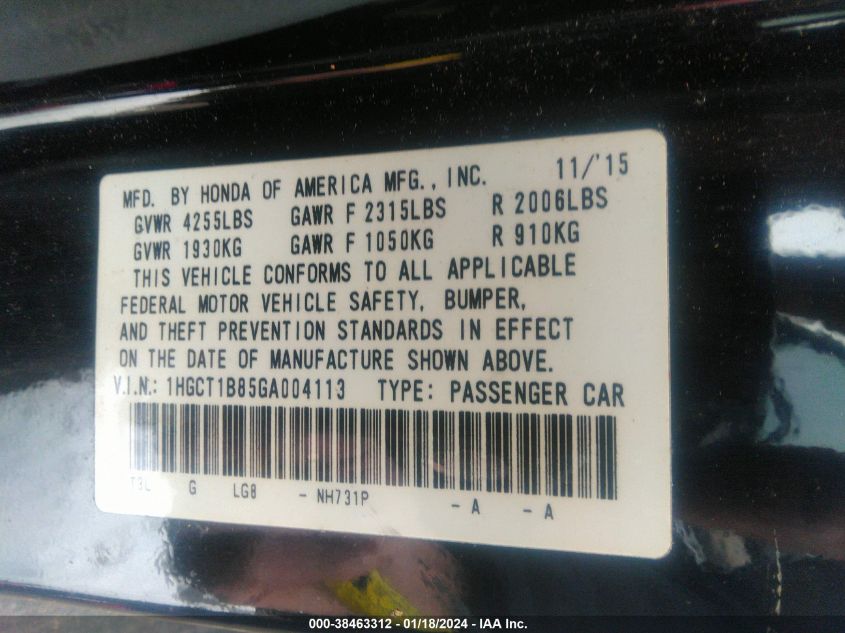 MFD. BY HONDA OF AMERICA MFG., INC. 11/'15
GVWR 4255LBS GAWR F 2315LBS R 2006LBS
GVWR 1930KG GAWR F 1050KG R 910KG
THIS VEHICLE CONFORMS TO ALL APPLICABLE
FEDERAL MOTOR VEHICLE SAFETY, BUMPER,
AND THEFT PREVENTION STANDARDS IN EFFECT
ON THE DATE OF MANUFACTURE SHOWN ABOVE.
V.I.N.: 1HGCT1B85GA004113 TYPE: PASSENGER CAR
T3L G LG8 - NH731P - A - A
000-38463312 - 01/18/2024 - IAA Inc.